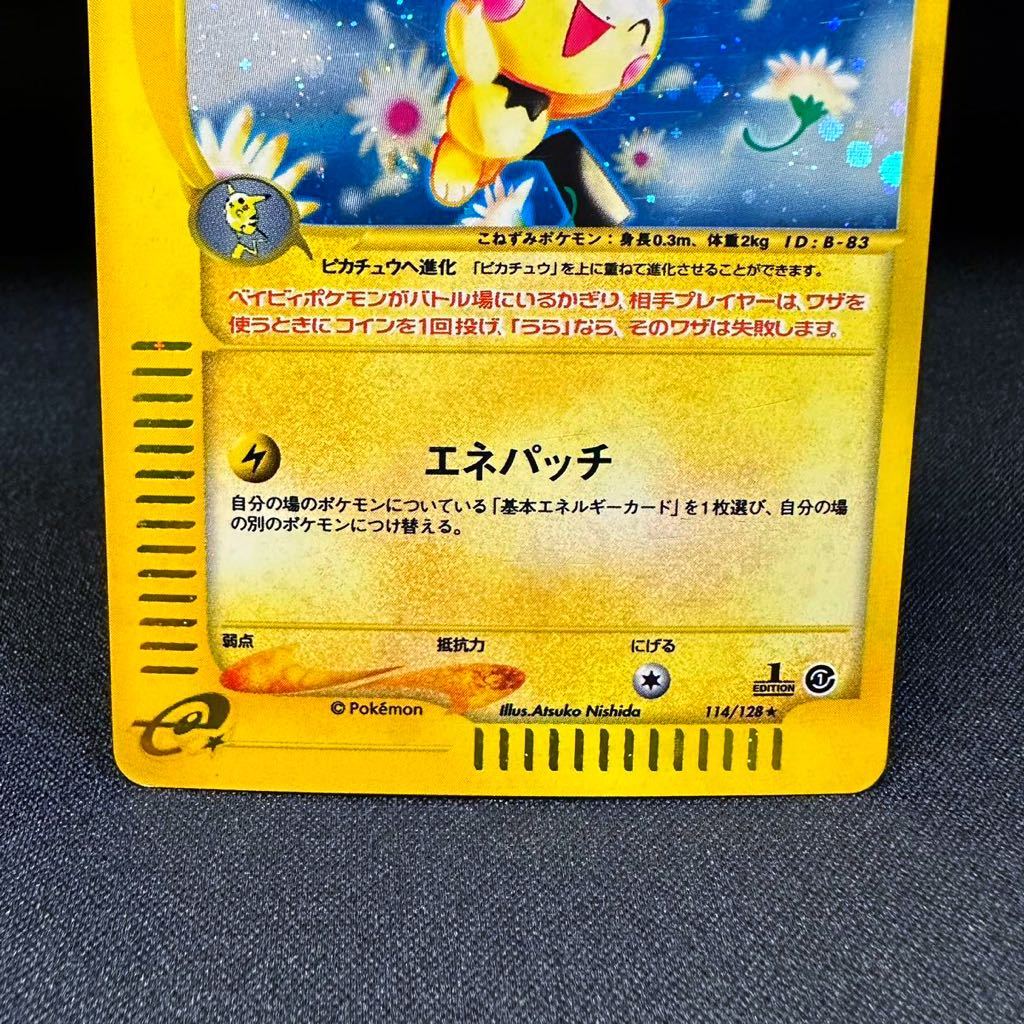 こねずみポケモン：身長0.3m、体重2kg ID：B-83
ピカチュウへ進化 「ピカチュウ」を上に重ねて進化させることができます。
ベイビィポケモンがバトル場にいるかぎり、相手プレイヤーは、ワザを
使うときにコインを1回投げ、「うら」なら、そのワザは失敗します。
エネパッチ
自分の場のポケモンについている「基本エネルギーカード」を1枚選び、自分の場
の別のポケモンにつけ替える。
弱点 抵抗力 にげる
1 EDITION
©Pokémon Illus.Atsuko Nishida 114/128★